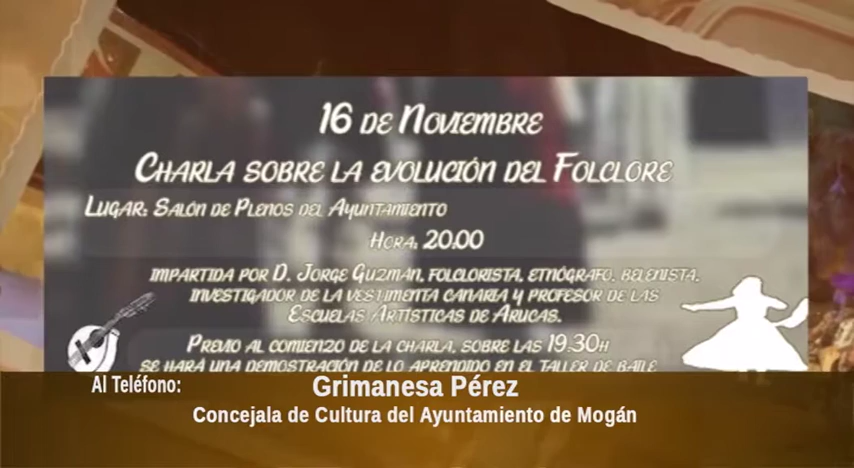 16 de Noviembre
Charla sobre la evolución del Folclore
Lugar: Salón de Plenos del Ayuntamiento
Hora: 20:00
impartida por D. Jorge Guzmán, folclorista, etnógrafo, belenista,
investigador de la vestimenta canaria y profesor de las
Escuelas Artísticas de Arucas.
Previo al comienzo de la charla, sobre las 19:30h
se hará una demostración de lo aprendido en el taller de baile
Al Teléfono:
Grimanesa Pérez
Concejala de Cultura del Ayuntamiento de Mogán